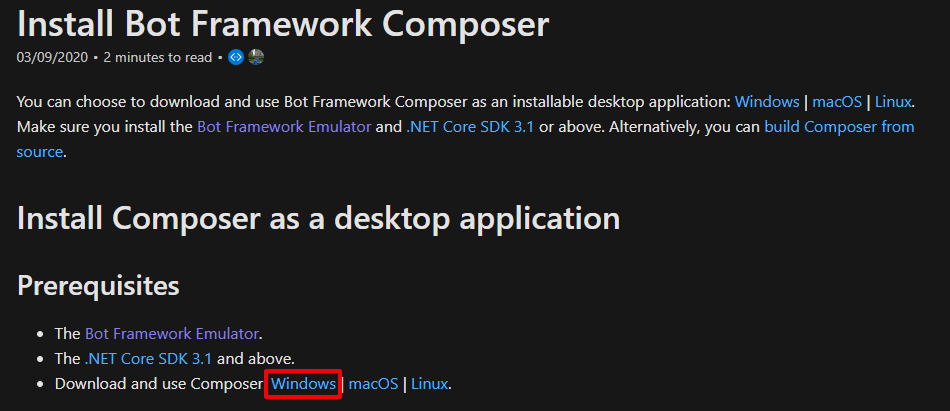 Install Bot Framework Composer
03/09/2020 • 2 minutes to read •
You can choose to download and use Bot Framework Composer as an installable desktop application: Windows | macOS | Linux.
Make sure you install the Bot Framework Emulator and .NET Core SDK 3.1 or above. Alternatively, you can build Composer from
source.
Install Composer as a desktop application
Prerequisites
• The Bot Framework Emulator.
• The .NET Core SDK 3.1 and above.
• Download and use Composer Windows | macOS | Linux.